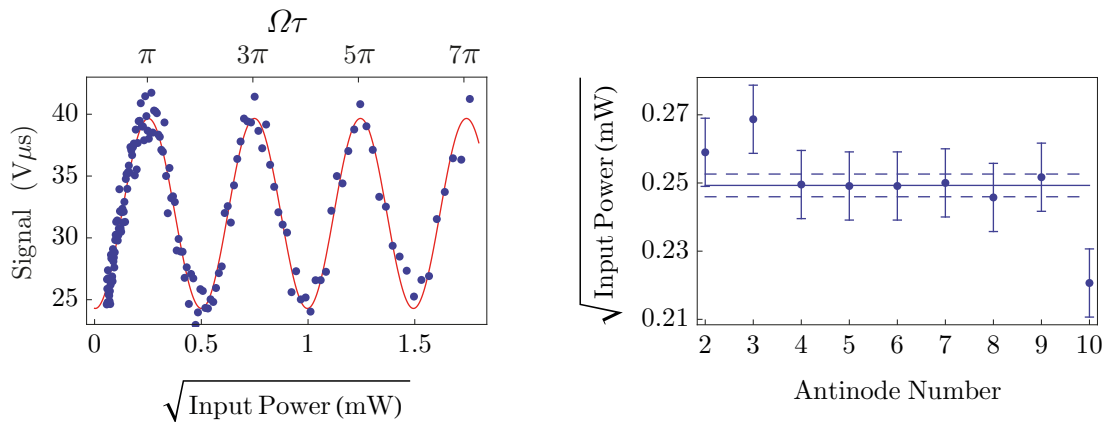 Ωτ
π 3π 5π 7π
40
35
30
25
Signal (Vμs)
0 0.5 1 1.5
√Input Power (mW)
0.27
0.25
0.23
0.21
√Input Power (mW)
2 3 4 5 6 7 8 9 10
Antinode Number